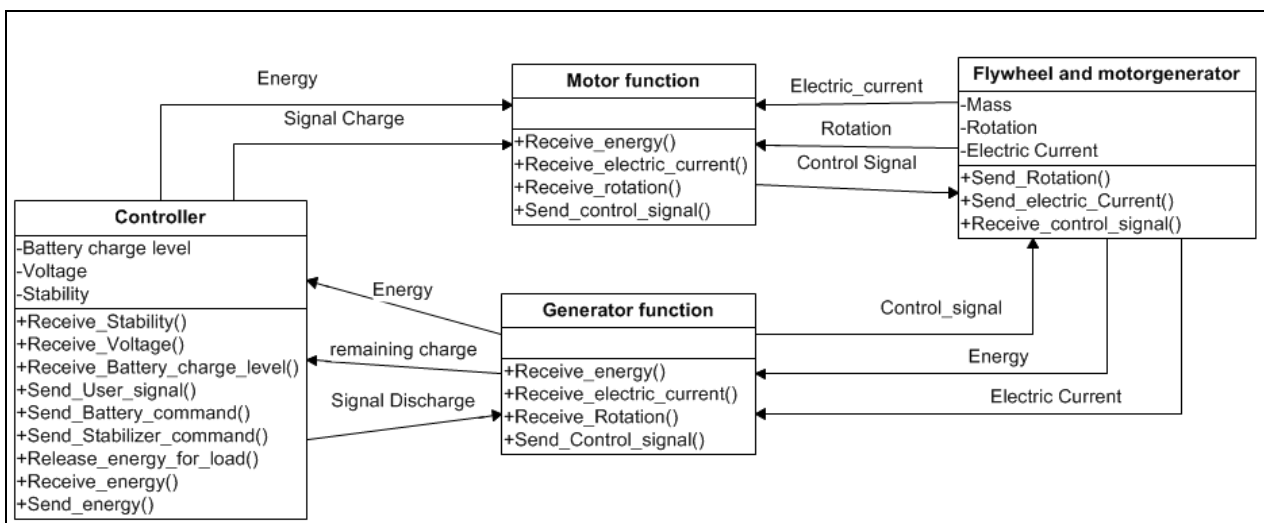 Energy
Signal Charge
Motor function
+Receive_energy()
+Receive_electric_current()
+Receive_rotation()
+Send_control_signal()
Electric_current
Rotation
Control Signal
Flywheel and motorgenerator
-Mass
-Rotation
-Electric Current
+Send_Rotation()
+Send_electric_Current()
+Receive_control_signal()
Controller
-Battery charge level
-Voltage
-Stability
+Receive_Stability()
+Receive_Voltage()
+Receive_Battery_charge_level()
+Send_User_signal()
+Send_Battery_command()
+Send_Stabilizer_command()
+Release_energy_for_load()
+Receive_energy()
+Send_energy()
Energy
remaining charge
Signal Discharge
Generator function
+Receive_energy()
+Receive_electric_current()
+Receive_Rotation()
+Send_Control_signal()
Control_signal
Energy
Electric Current